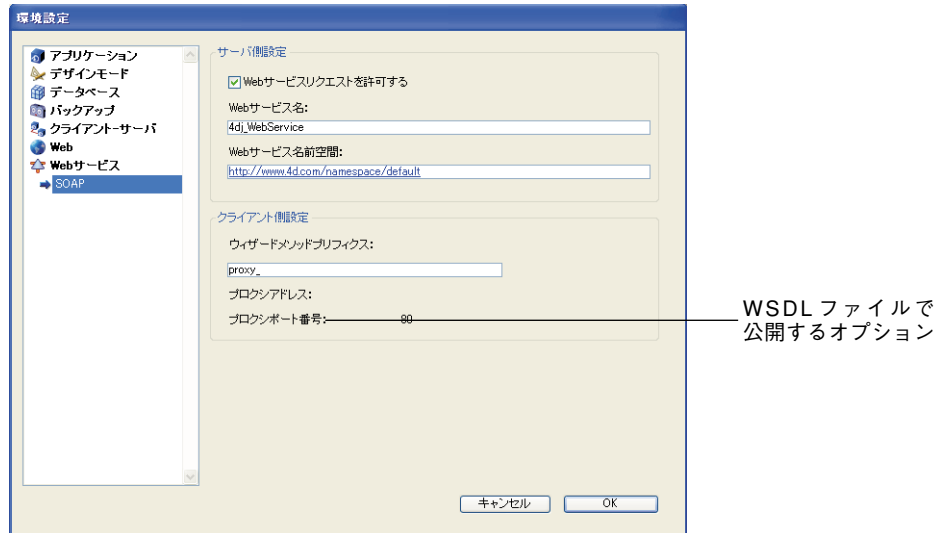 環境設定
アプリケーション
デザインモード
データベース
バックアップ
クライアント-サーバ
Web
Webサービス
SOAP
サーバ側設定
Webサービスリクエストを許可する
Webサービス名:
4dj_WebService
Webサービス名前空間:
http://www.4d.com/namespace/default
クライアント側設定
ウィザードメソッドプリフィクス:
proxy_
プロクシアドレス:
プロクシポート番号: 80
WSDLファイルで
公開するオプション
キャンセル
OK